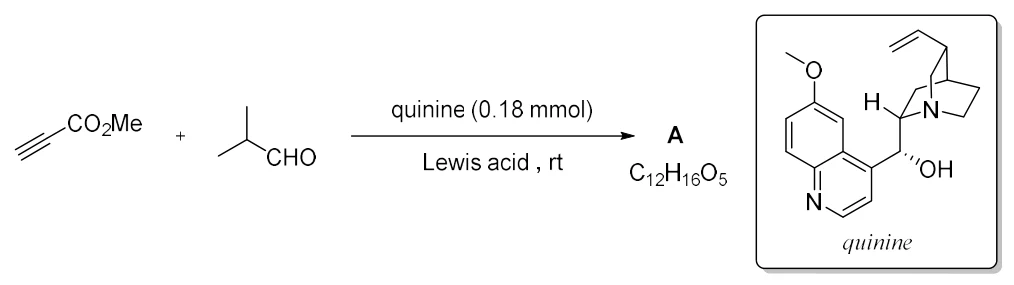 CO₂Me
+
CHO
quinine (0.18 mmol)
Lewis acid , rt
A
C₁₂H₁₆O₅
O
H
N
OH
N
quinine